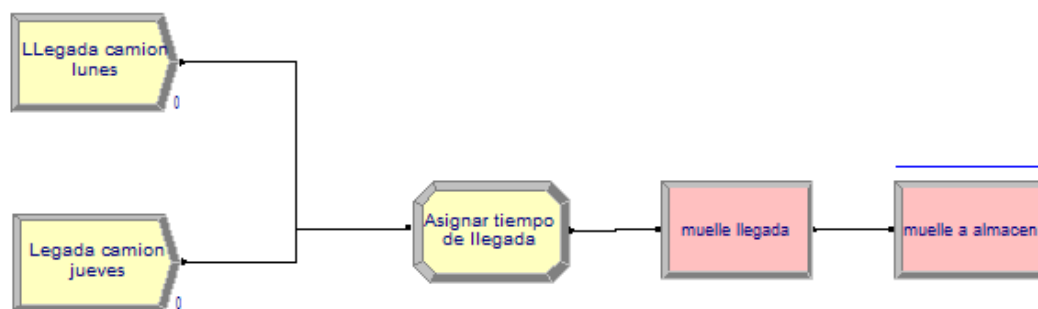 LLegada camion
lunes
0
Legada camion
jueves
0
Asignar tiempo
de llegada
muelle llegada
muelle a almacen